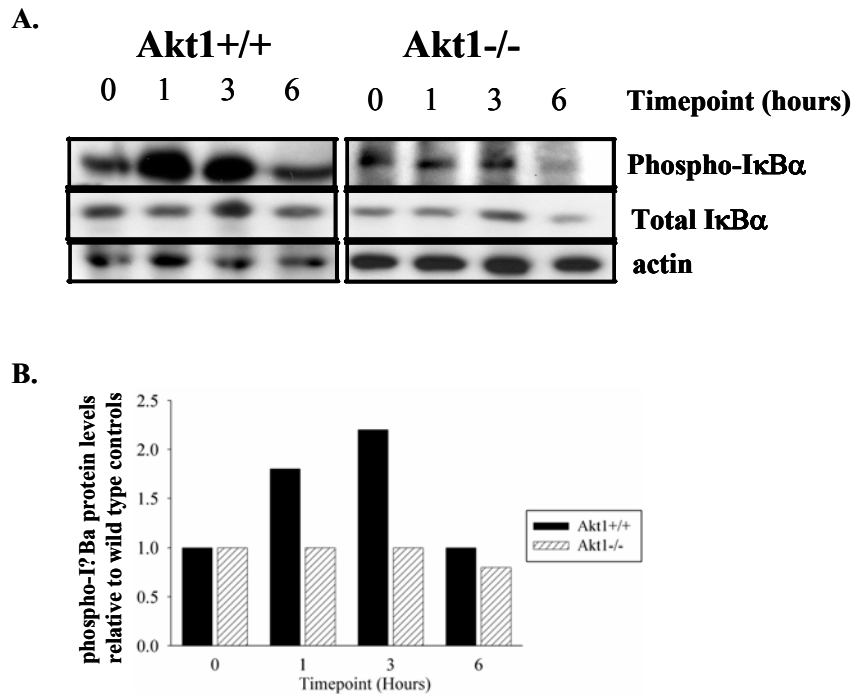 A.
Akt1+/+ Akt1-/-
0 1 3 6 0 1 3 6 Timepoint (hours)
Phospho-IκBα
Total IκBα
actin
B.
phospho-I?Ba protein levels
relative to wild type controls
2.5
2.0
1.5
1.0
0.5
0.0
0 1 3 6
Timepoint (Hours)
Akt1+/+
Akt1-/-